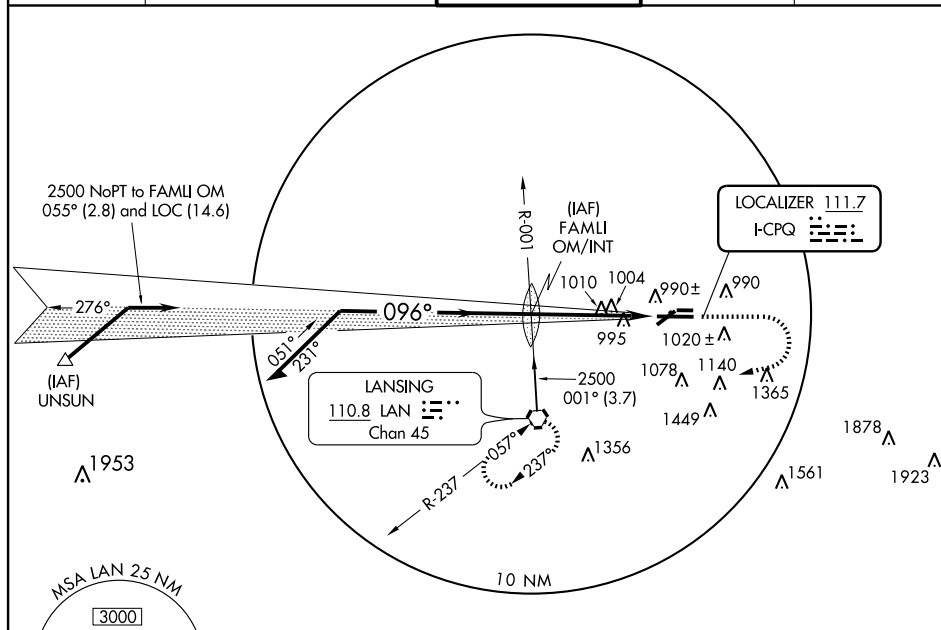 2500 NoPT to FAMLI OM
055° (2.8) and LOC (14.6)
R-001
(IAF)
FAMLI
OM/INT
LOCALIZER 111.7
I-CPQ
1010
1004
990±
990
276°
096°
995
1020±
051°
231°
(IAF)
UNSUN
LANSING
110.8 LAN
Chan 45
2500
001° (3.7)
1078
1140
1365
1449
057°
237°
R-237
1356
1953
1878
1923
1561
10 NM
MSA LAN 25 NM
3000